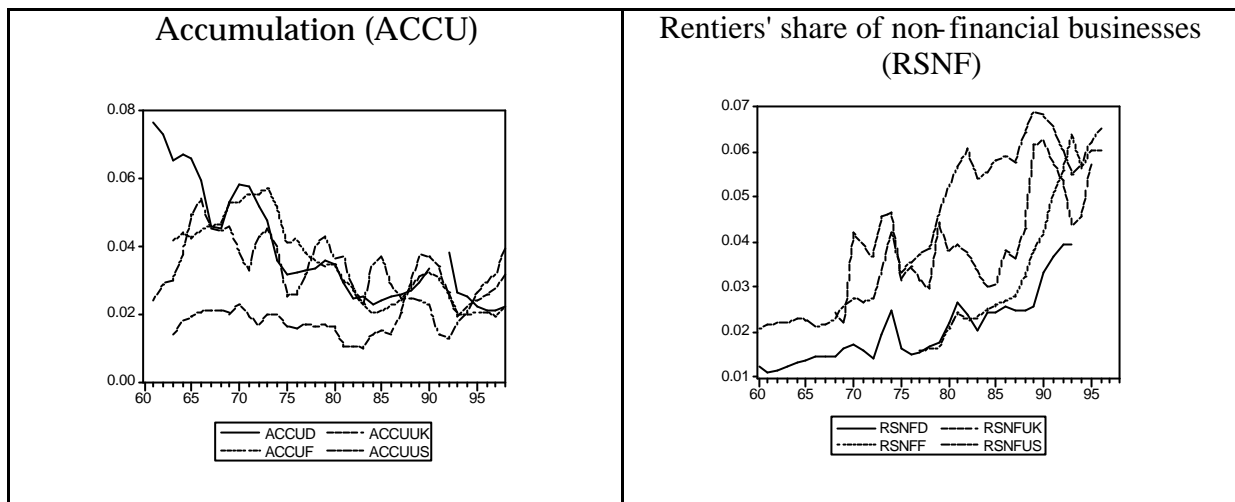 Accumulation (ACCU)
0.08
0.06
0.04
0.02
0.00
60 65 70 75 80 85 90 95
ACCUD ACCUUK
ACCUF ACCUUS
Rentiers' share of non-financial businesses
(RSNF)
0.07
0.06
0.05
0.04
0.03
0.02
0.01
60 65 70 75 80 85 90 95
RSNFD RSNFUK
RSNFF RSNFUS